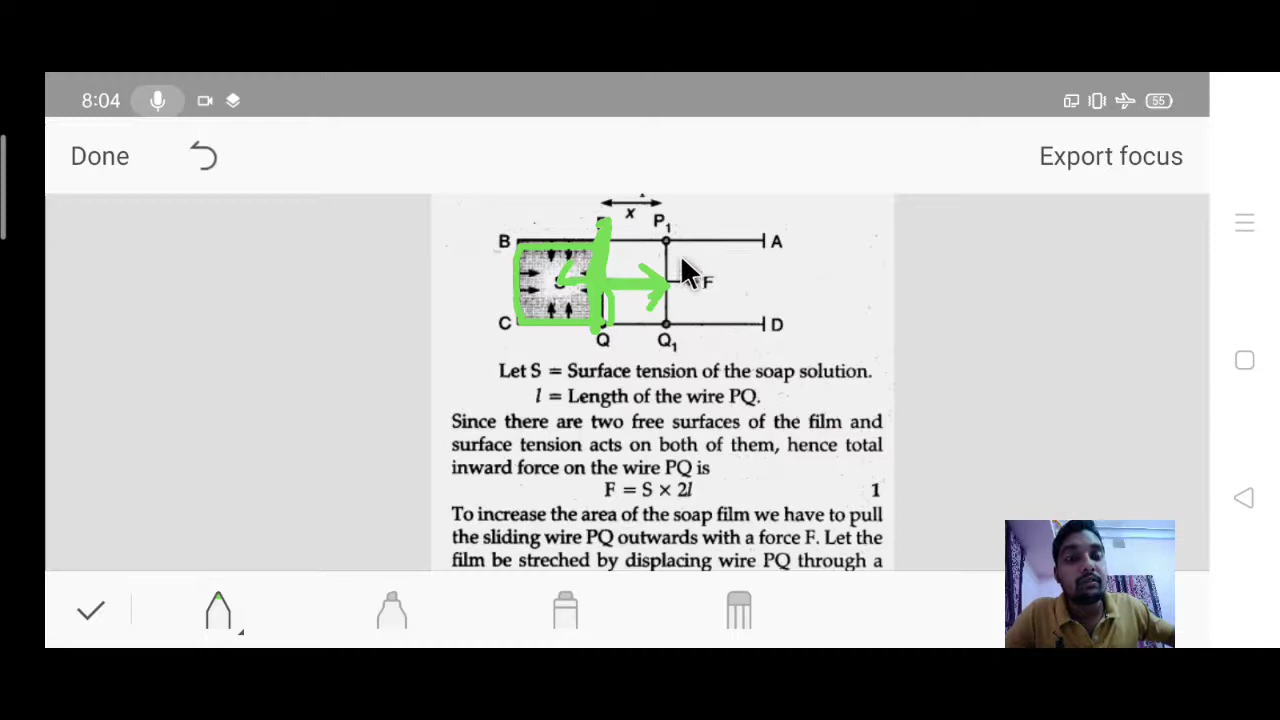 8:04
55
Done
Export focus
x
P1
B
A
S
F
C
D
Q
Q1
Let S = Surface tension of the soap solution.
l = Length of the wire PQ.
Since there are two free surfaces of the film and
surface tension acts on both of them, hence total
inward force on the wire PQ is
F = S × 2l 1
To increase the area of the soap film we have to pull
the sliding wire PQ outwards with a force F. Let the
film be streched by displacing wire PQ through a